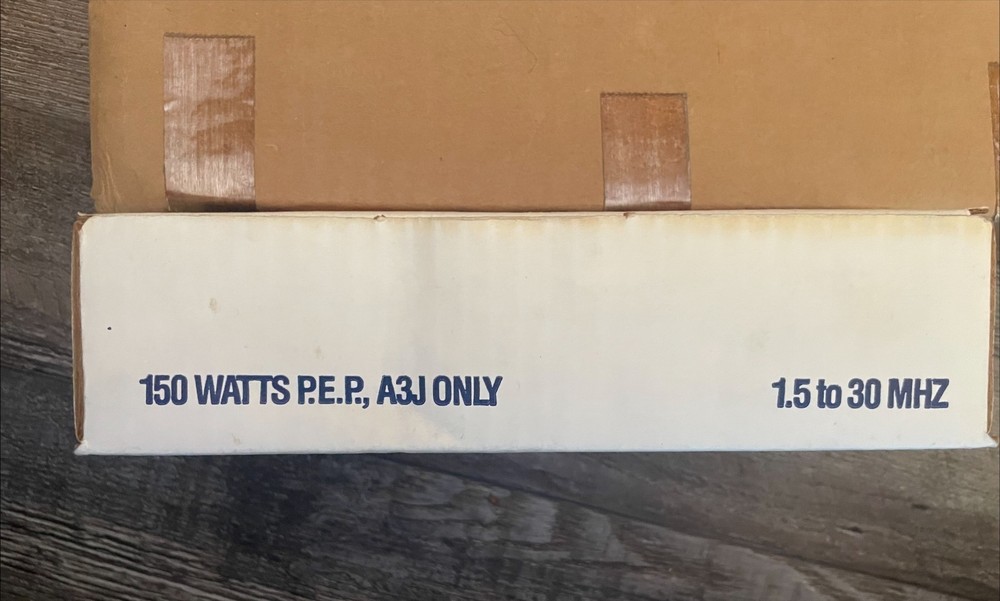 150 WATTS P.E.P., A3J ONLY
1.5 to 30 MHZ